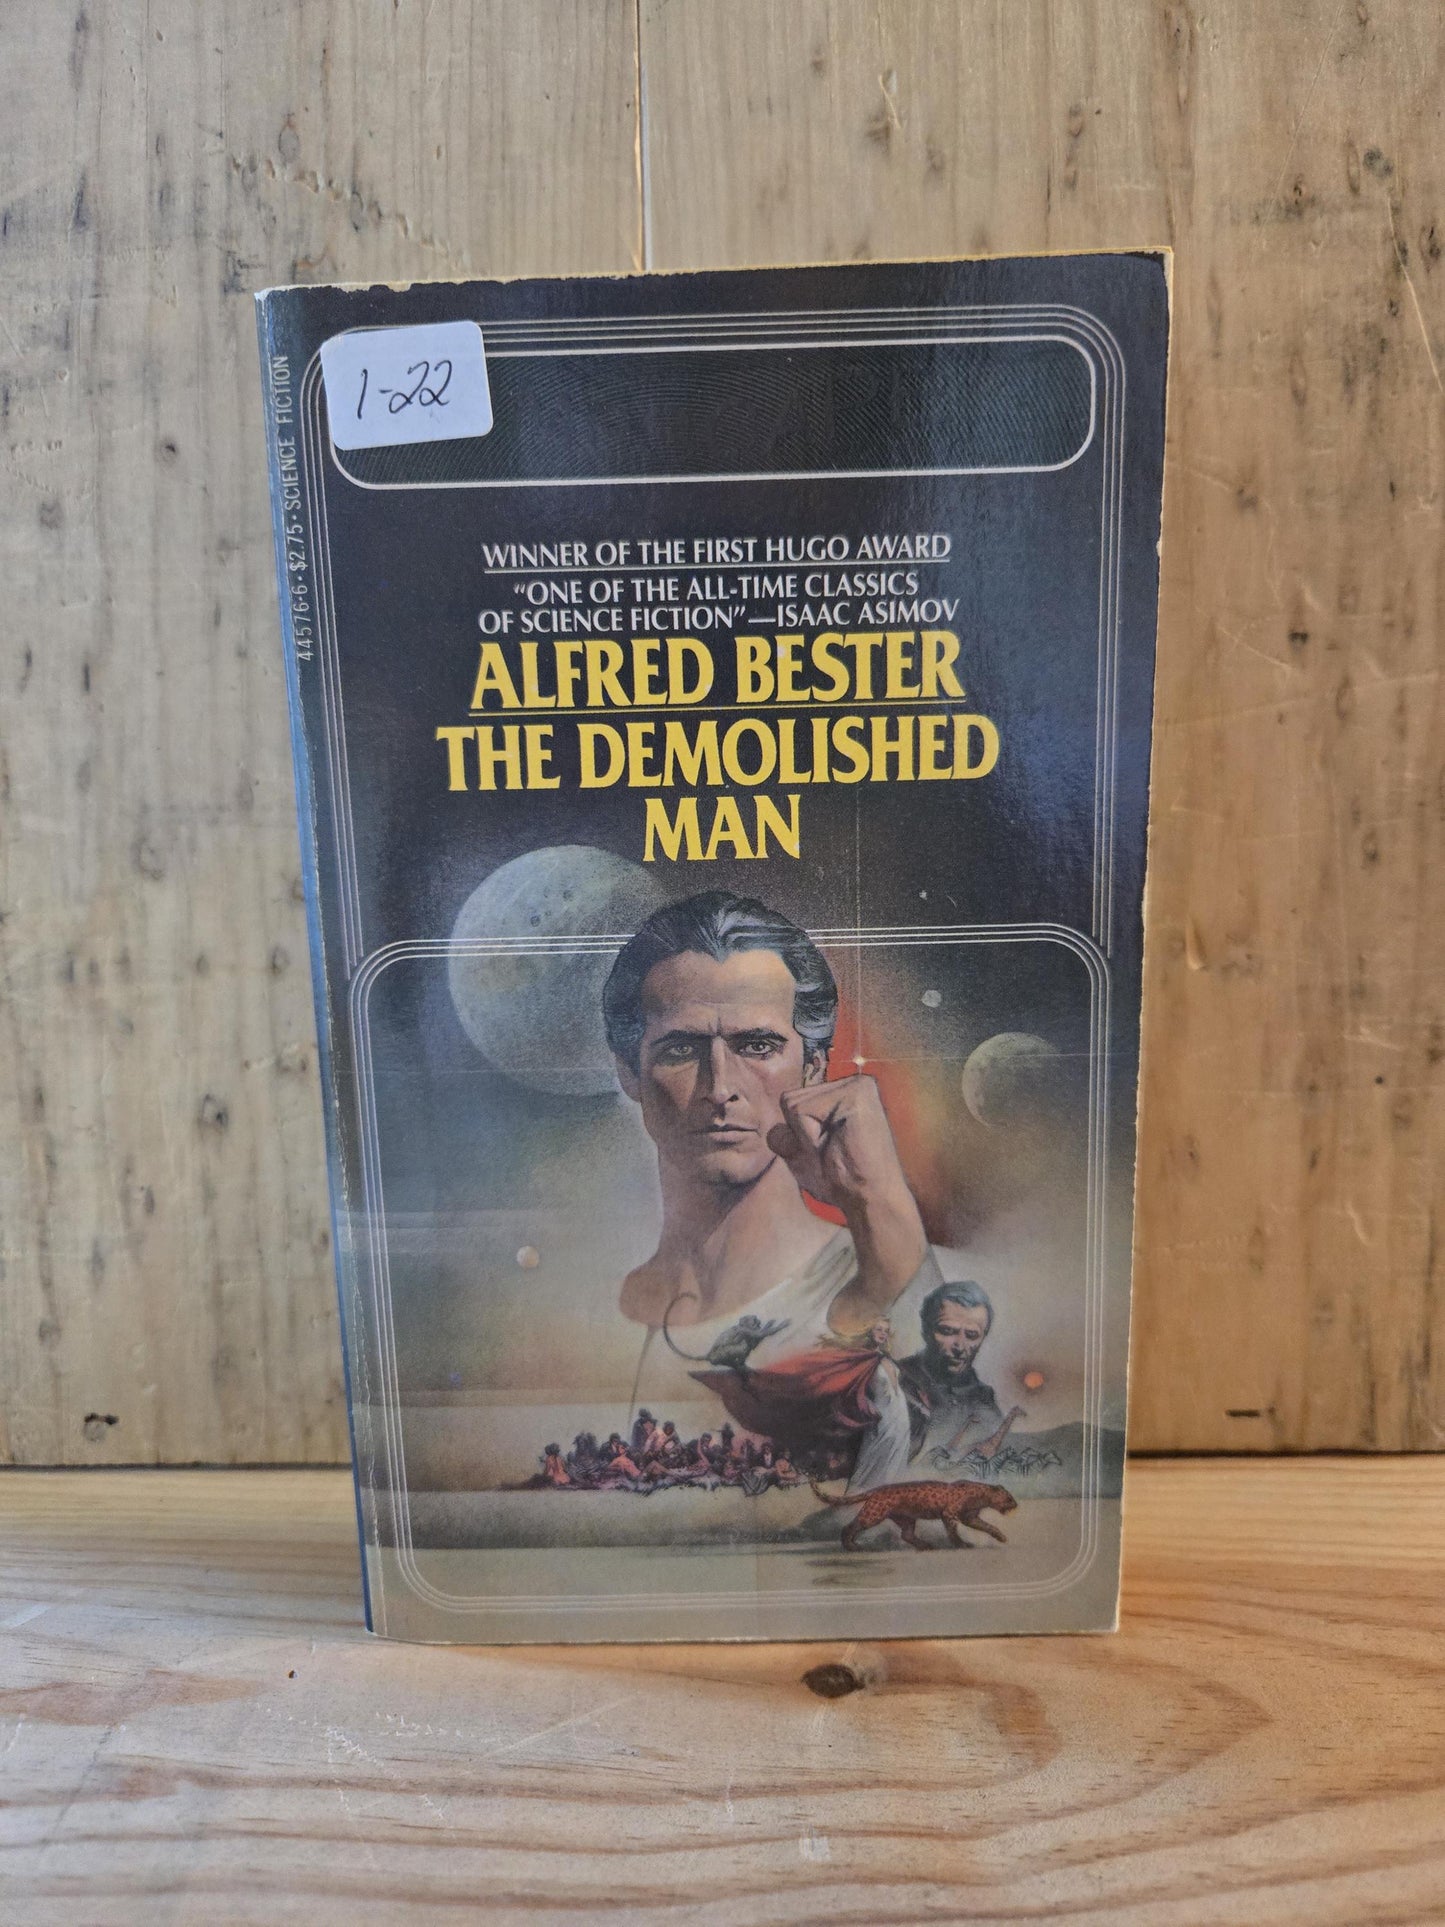 1-22
44576-6 • $2.75 • SCIENCE FICTION
WINNER OF THE FIRST HUGO AWARD
“ONE OF THE ALL-TIME CLASSICS
OF SCIENCE FICTION”—ISAAC ASIMOV
ALFRED BESTER
THE DEMOLISHED
MAN